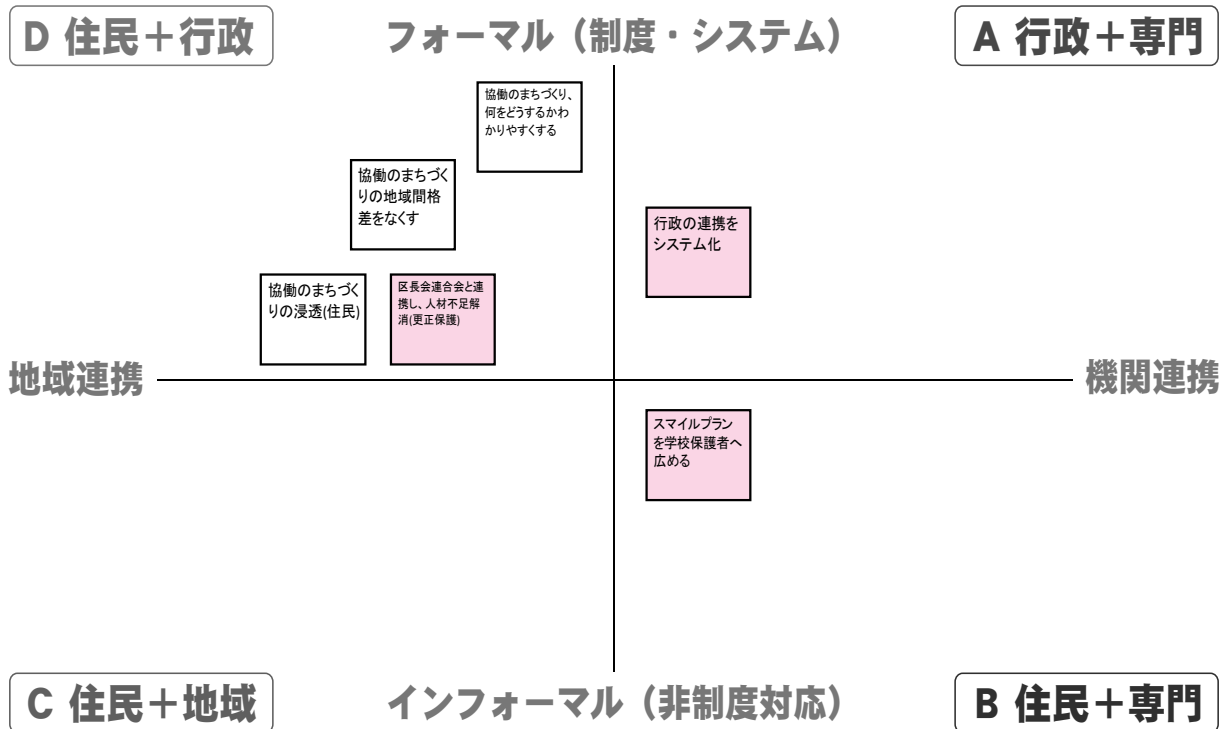 D 住民＋行政
フォーマル（制度・システム）
A 行政＋専門
協働のまちづくり、
何をどうするかわ
かりやすくする
協働のまちづく
りの地域間格
差をなくす
行政の連携を
システム化
協働のまちづく
りの浸透(住民)
区長会連合会と連
携し、人材不足解
消(更正保護)
地域連携
機関連携
スマイルプラン
を学校保護者へ
広める
C 住民＋地域
インフォーマル（非制度対応）
B 住民＋専門